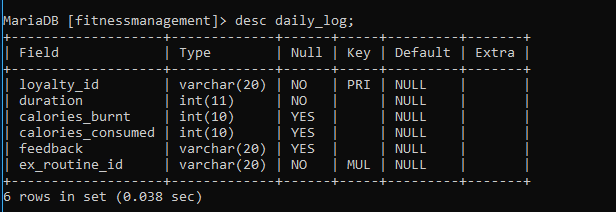 MariaDB [fitnessmanagement]> desc daily_log;
+-------------------+-------------+------+-----+---------+-------+
| Field             | Type        | Null | Key | Default | Extra |
+-------------------+-------------+------+-----+---------+-------+
| loyalty_id        | varchar(20) | NO   | PRI | NULL    |       |
| duration          | int(11)     | NO   |     | NULL    |       |
| calories_burnt    | int(10)     | YES  |     | NULL    |       |
| calories_consumed | int(10)     | YES  |     | NULL    |       |
| feedback          | varchar(20) | YES  |     | NULL    |       |
| ex_routine_id     | varchar(20) | NO   | MUL | NULL    |       |
+-------------------+-------------+------+-----+---------+-------+
6 rows in set (0.038 sec)